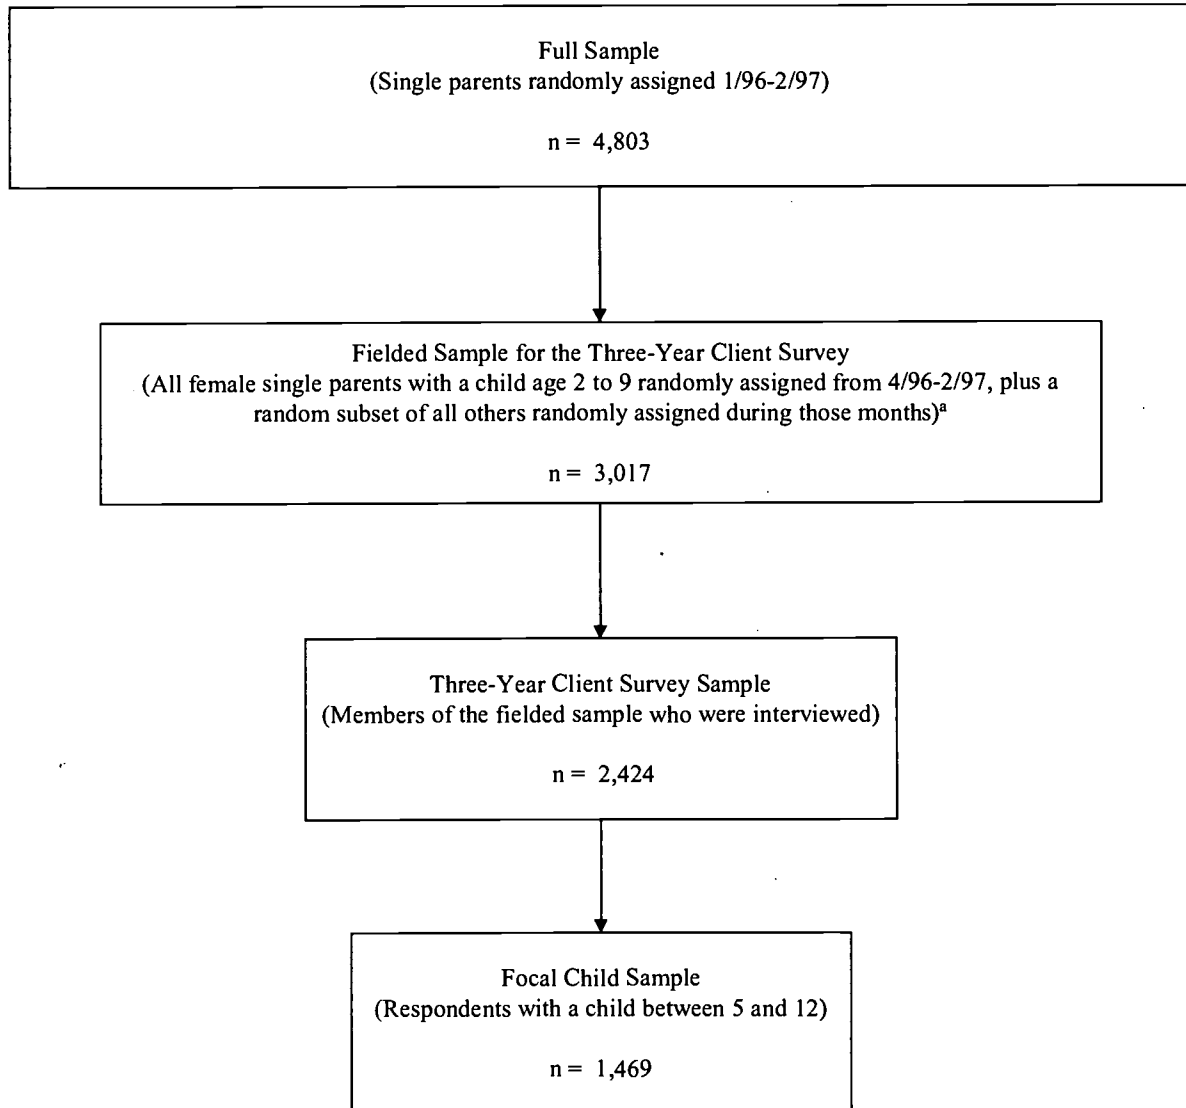 Full Sample
(Single parents randomly assigned 1/96-2/97)
n = 4,803
Fielded Sample for the Three-Year Client Survey
(All female single parents with a child age 2 to 9 randomly assigned from 4/96-2/97, plus a
random subset of all others randomly assigned during those months)ª
n = 3,017
Three-Year Client Survey Sample
(Members of the fielded sample who were interviewed)
n = 2,424
Focal Child Sample
(Respondents with a child between 5 and 12)
n = 1,469